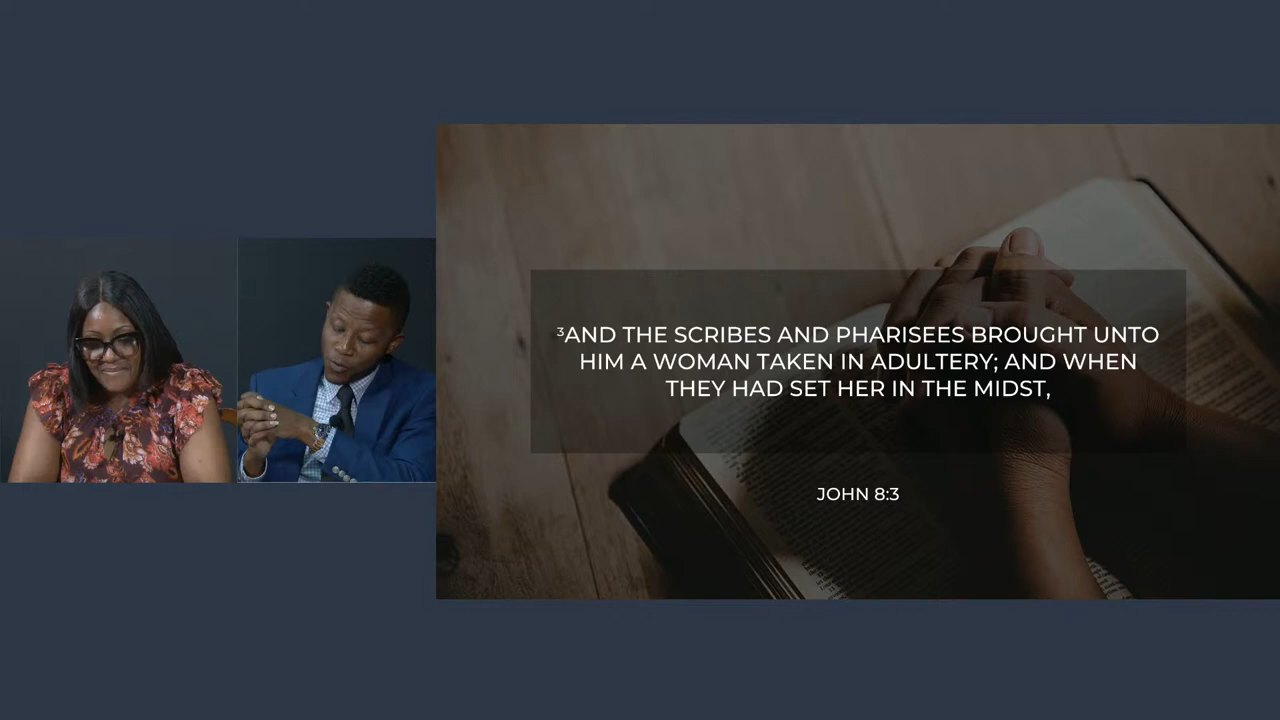 ³AND THE SCRIBES AND PHARISEES BROUGHT UNTO
HIM A WOMAN TAKEN IN ADULTERY; AND WHEN
THEY HAD SET HER IN THE MIDST,
JOHN 8:3